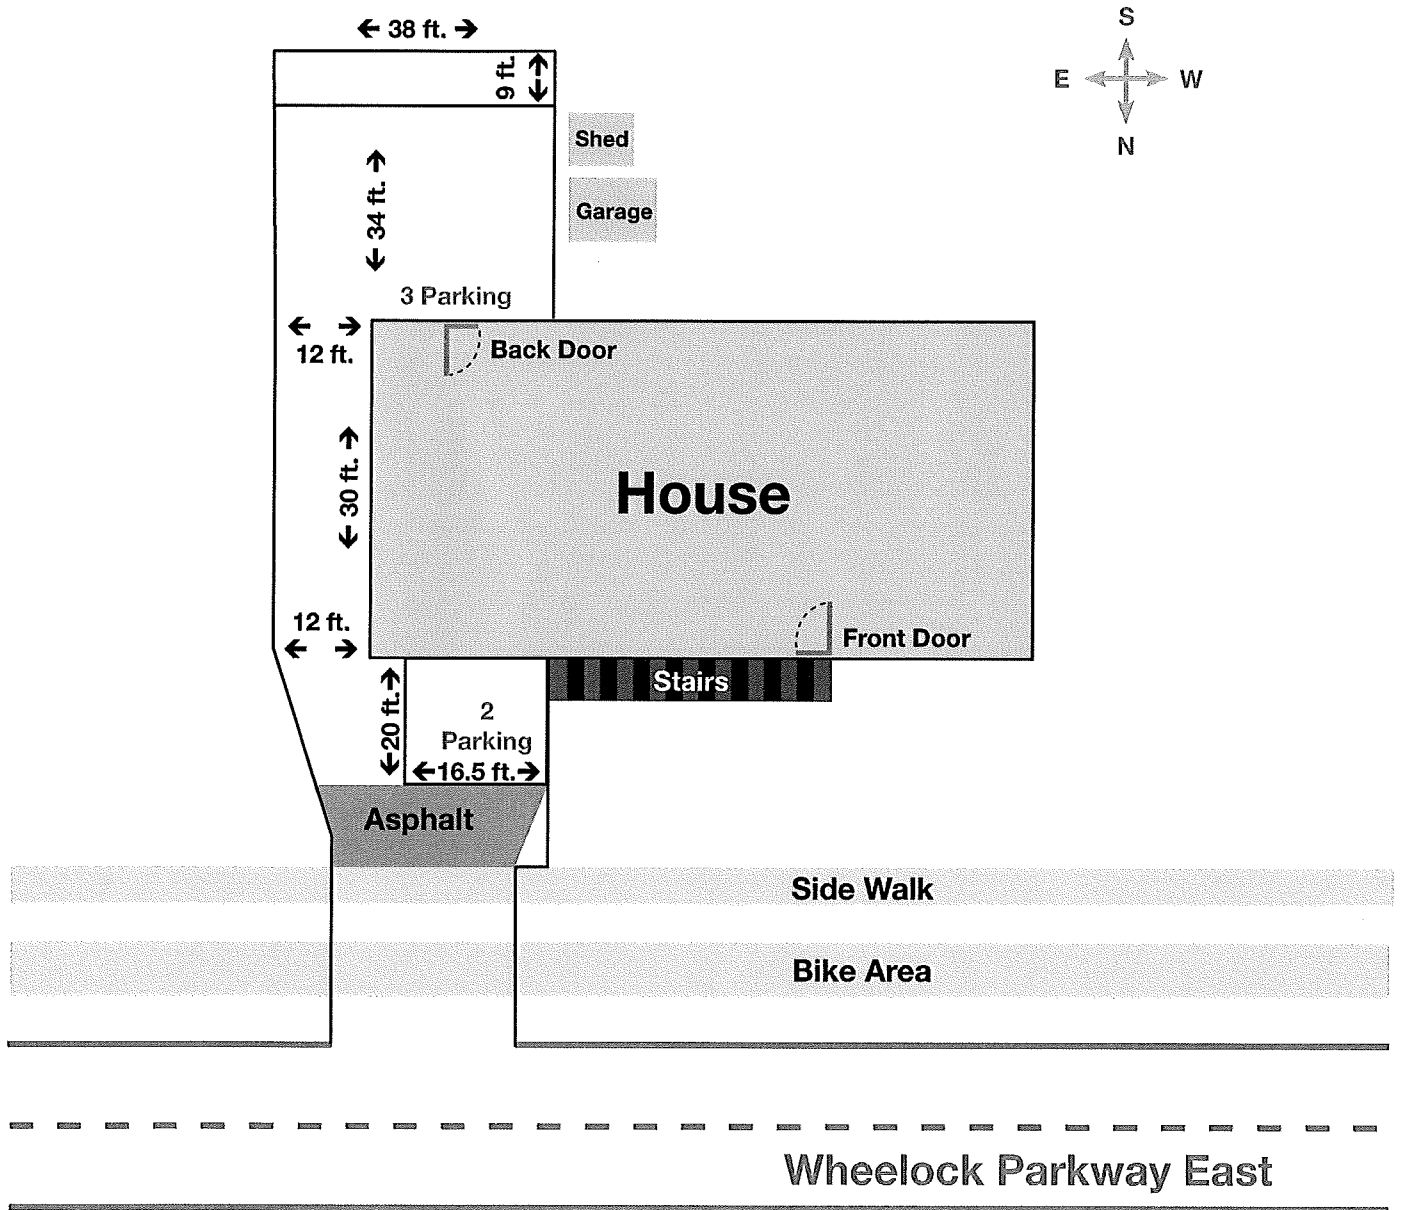 38 ft.
S
9 ft.
E
W
N
Shed
34 ft.
Garage
3 Parking
12 ft.
Back Door
30 ft.
House
12 ft.
Front Door
20 ft.
Stairs
2
Parking
16.5 ft.
Asphalt
Side Walk
Bike Area
Wheelock Parkway East